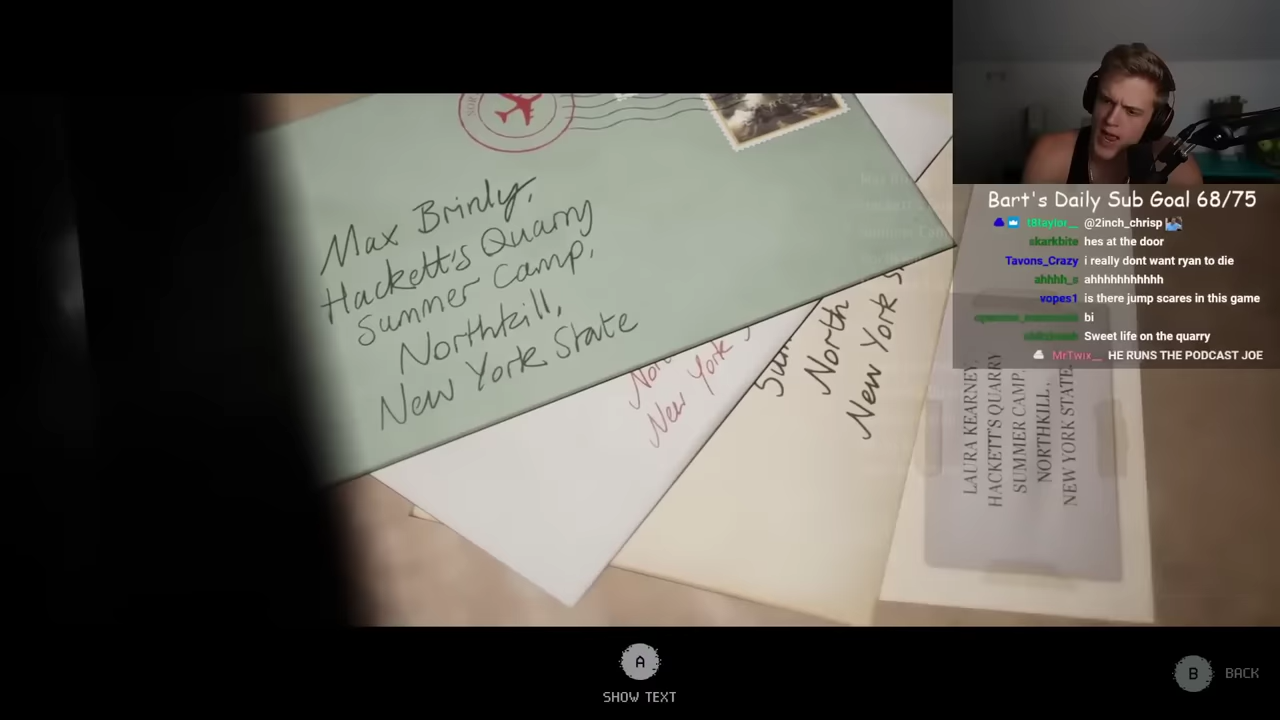 Max Brinly,
Hackett's Quarry
Summer Camp,
Northkill,
New York State
New York
North
New York
LAURA KEARNEY,
HACKETT'S QUARRY
SUMMER CAMP,
NORTHKILL,
NEW YORK STATE.
Bart's Daily Sub Goal 68/75
t8taylor__ @2inch_chrisp
skarkbite hes at the door
Tavons_Crazy i really dont want ryan to die
ahhhh_s ahhhhhhhhhhh
vopes1 is there jump scares in this game
bi
Sweet life on the quarry
MrTwix__ HE RUNS THE PODCAST JOE
A
SHOW TEXT
B BACK